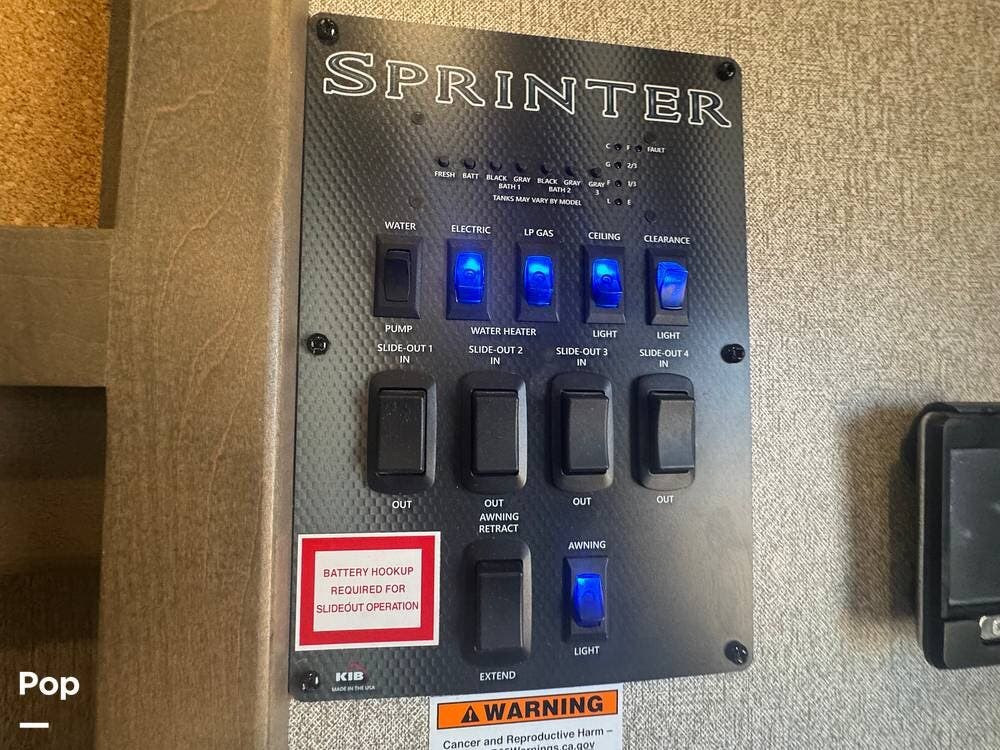 SPRINTER
C F FAULT
G 2/3
F 1/3
L E
FRESH BATT BLACK GRAY BLACK GRAY GRAY
BATH 1 BATH 2 3
TANKS MAY VARY BY MODEL
WATER ELECTRIC LP GAS CEILING CLEARANCE
PUMP WATER HEATER LIGHT LIGHT
SLIDE-OUT 1 SLIDE-OUT 2 SLIDE-OUT 3 SLIDE-OUT 4
IN IN IN IN
OUT OUT OUT OUT
AWNING
RETRACT
AWNING
BATTERY HOOKUP
REQUIRED FOR
SLIDEOUT OPERATION
LIGHT
EXTEND
KIB
MADE IN THE USA
WARNING
Cancer and Reproductive Harm –
Warnings.ca.gov
Pop